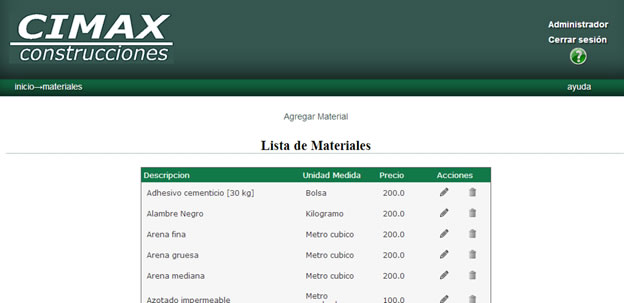 CIMAX
construcciones
Administrador
Cerrar sesión
?
inicio→materiales ayuda
Agregar Material
Lista de Materiales
Descripcion Unidad Medida Precio Acciones
Adhesivo cementicio [30 kg] Bolsa 200.0
Alambre Negro Kilogramo 200.0
Arena fina Metro cubico 200.0
Arena gruesa Metro cubico 200.0
Arena mediana Metro cubico 200.0
Azotado impermeable Metro 100.0